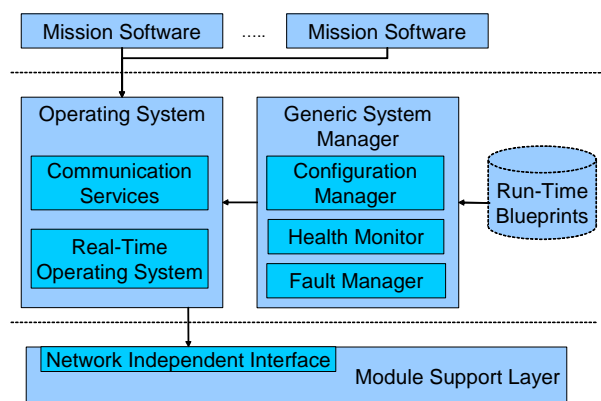 Mission Software
.....
Mission Software
Operating System
Communication
Services
Real-Time
Operating System
Generic System
Manager
Configuration
Manager
Health Monitor
Fault Manager
Run-Time
Blueprints
Network Independent Interface
Module Support Layer